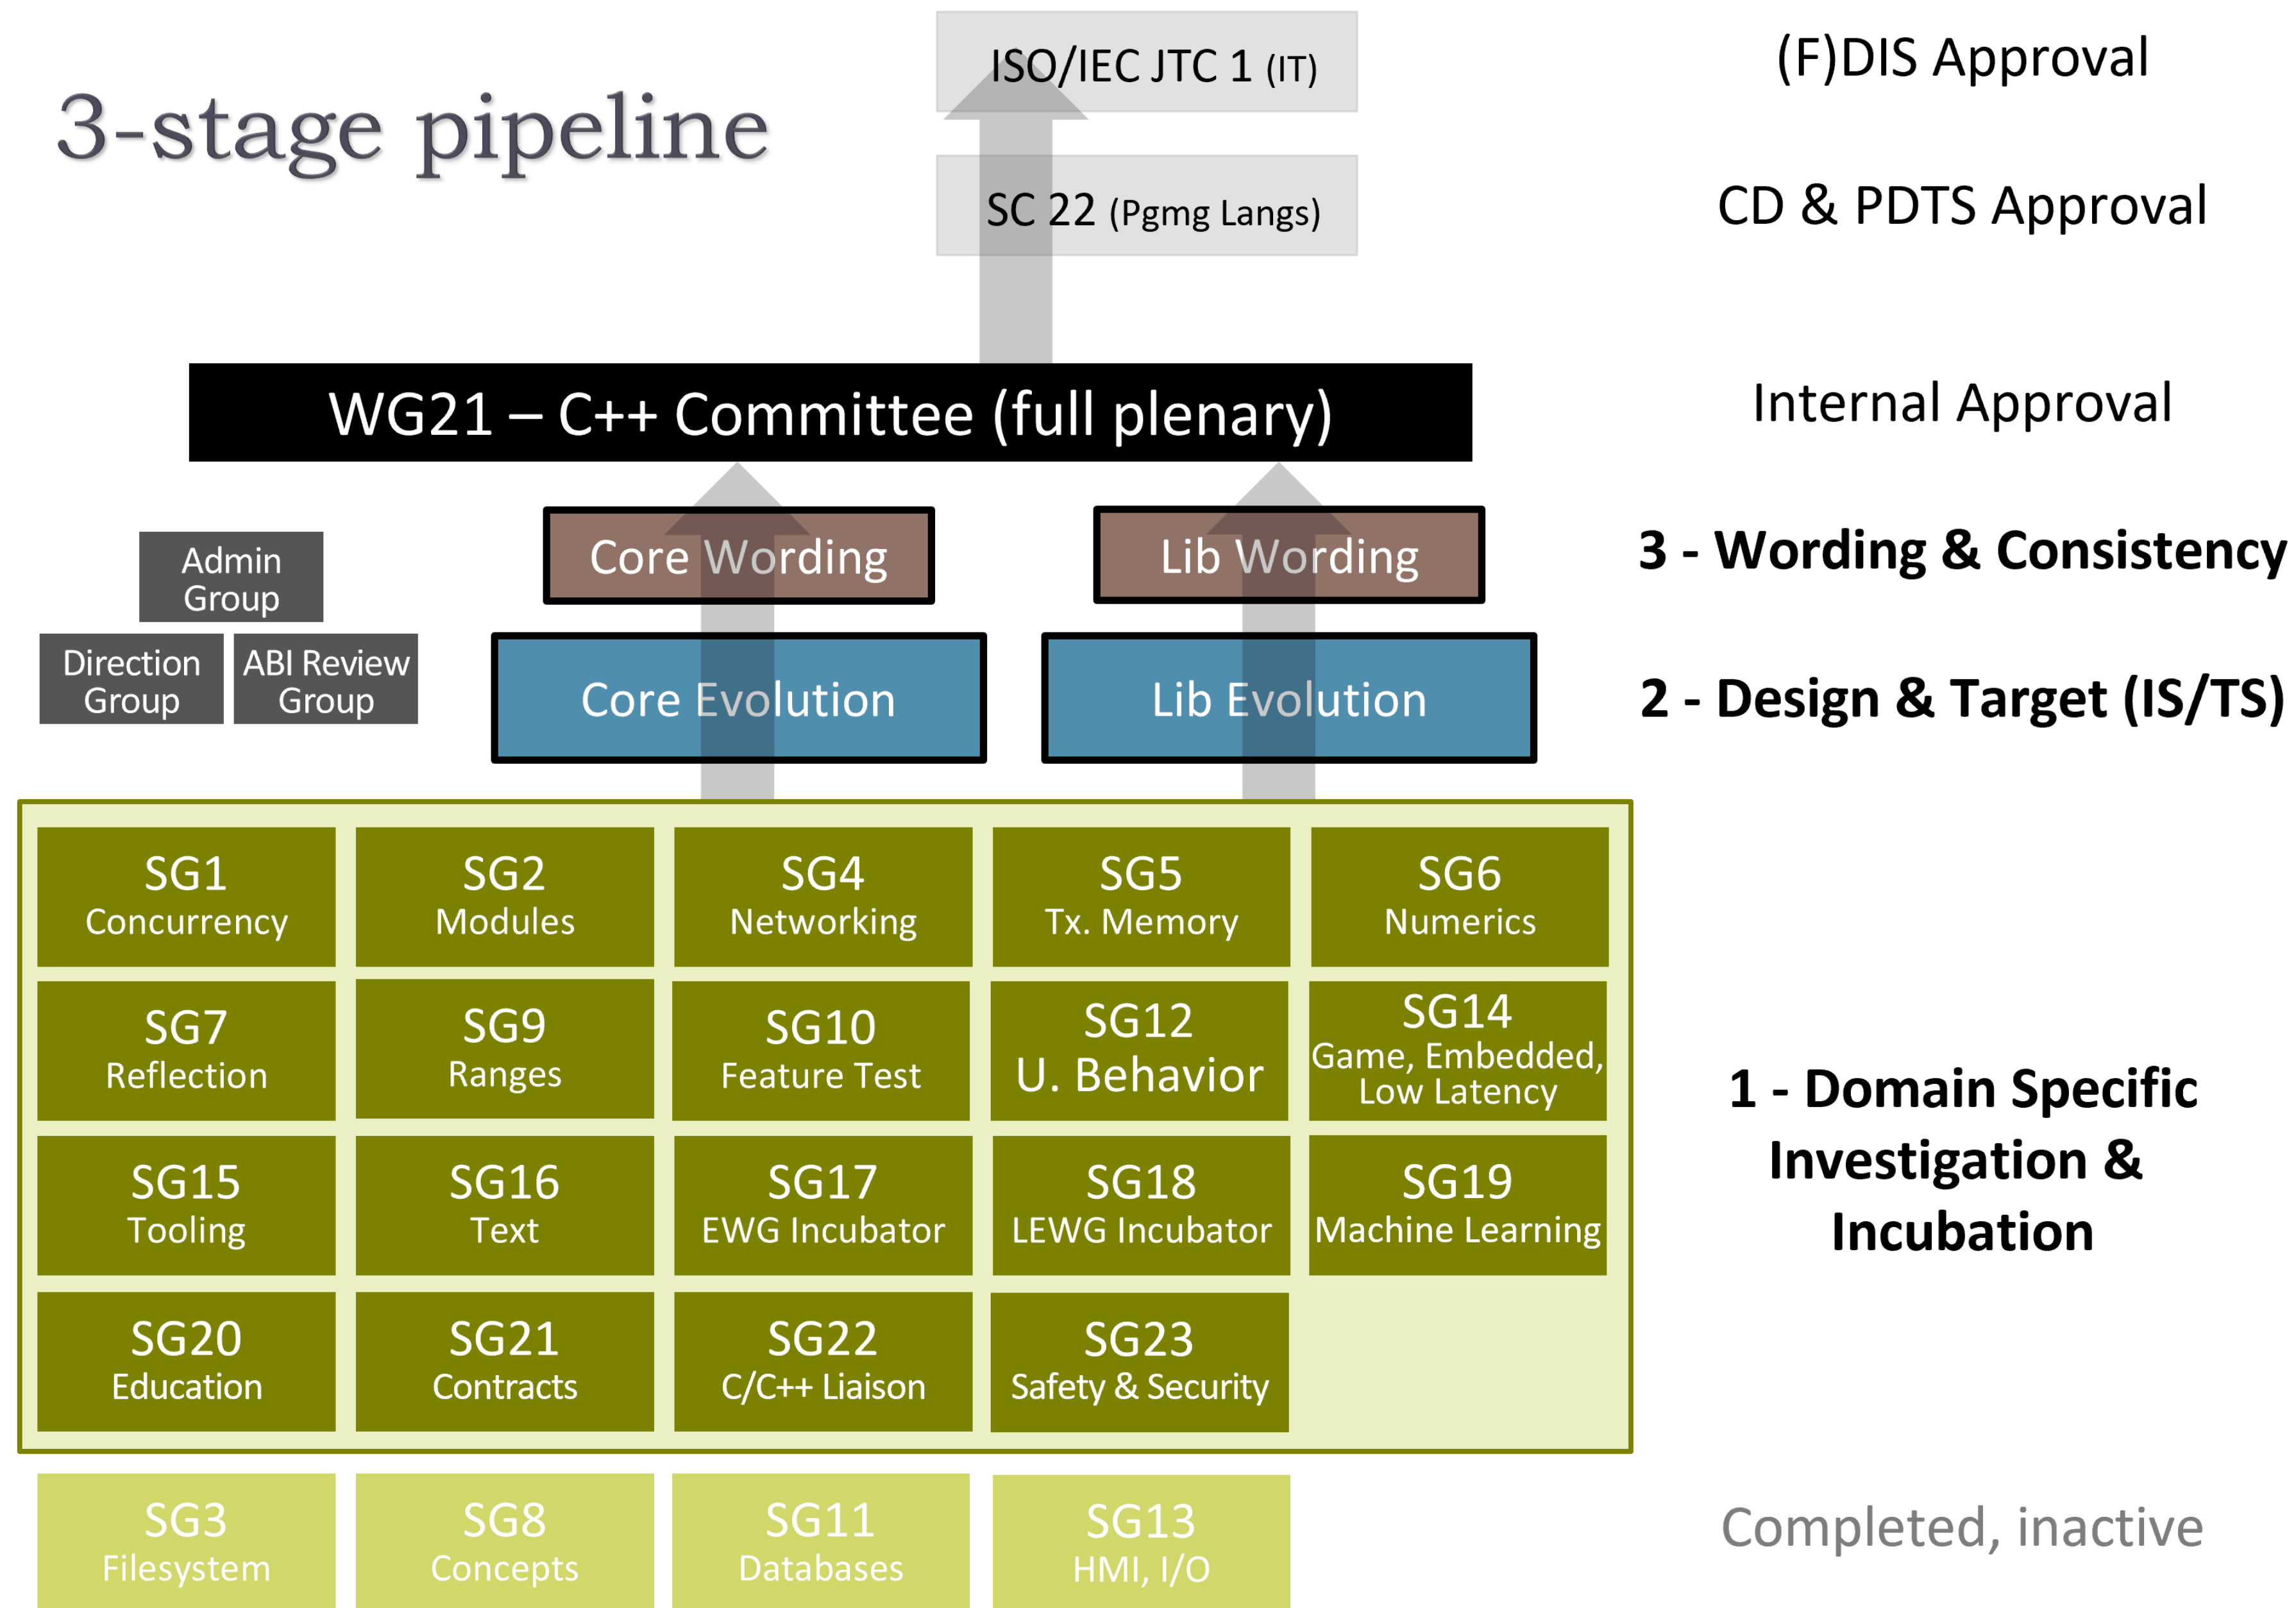 3-stage pipeline
ISO/IEC JTC 1 (IT)
(F)DIS Approval
SC 22 (Pgmg Langs)
CD & PDTS Approval
WG21 – C++ Committee (full plenary)
Internal Approval
Admin
Group
Direction
Group
ABI Review
Group
Core Wording
Lib Wording
3 - Wording & Consistency
Core Evolution
Lib Evolution
2 - Design & Target (IS/TS)
SG1
Concurrency
SG2
Modules
SG4
Networking
SG5
Tx. Memory
SG6
Numerics
SG7
Reflection
SG9
Ranges
SG10
Feature Test
SG12
U. Behavior
SG14
Game, Embedded,
Low Latency
SG15
Tooling
SG16
Text
SG17
EWG Incubator
SG18
LEWG Incubator
SG19
Machine Learning
SG20
Education
SG21
Contracts
SG22
C/C++ Liaison
SG23
Safety & Security
1 - Domain Specific
Investigation &
Incubation
SG3
Filesystem
SG8
Concepts
SG11
Databases
SG13
HMI, I/O
Completed, inactive